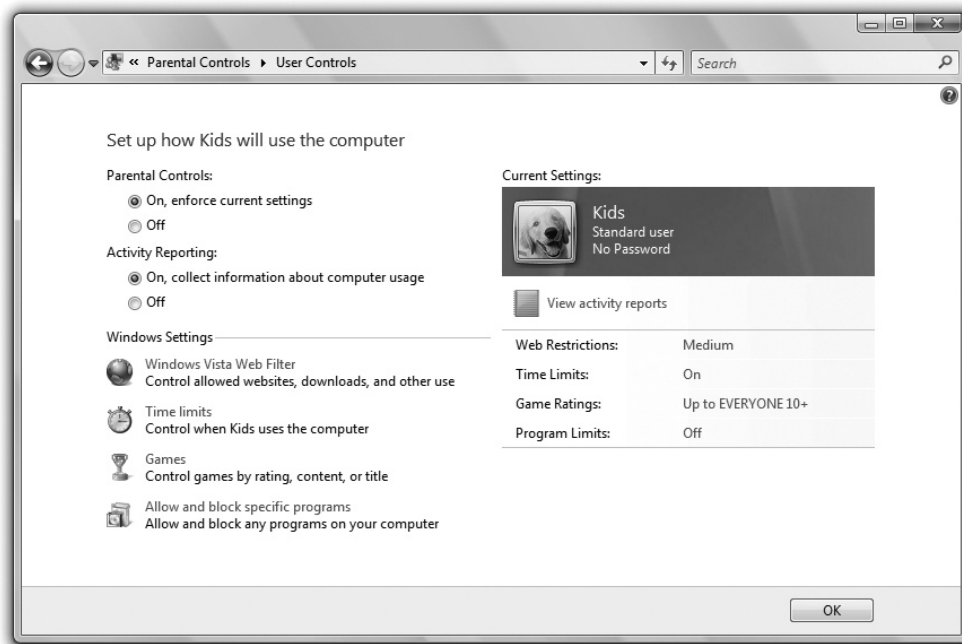 « Parental Controls ▸ User Controls
Search
Set up how Kids will use the computer
Parental Controls:
On, enforce current settings
Off
Activity Reporting:
On, collect information about computer usage
Off
Windows Settings
Windows Vista Web Filter
Control allowed websites, downloads, and other use
Time limits
Control when Kids uses the computer
Games
Control games by rating, content, or title
Allow and block specific programs
Allow and block any programs on your computer
Current Settings:
Kids
Standard user
No Password
View activity reports
Web Restrictions: Medium
Time Limits: On
Game Ratings: Up to EVERYONE 10+
Program Limits: Off
OK